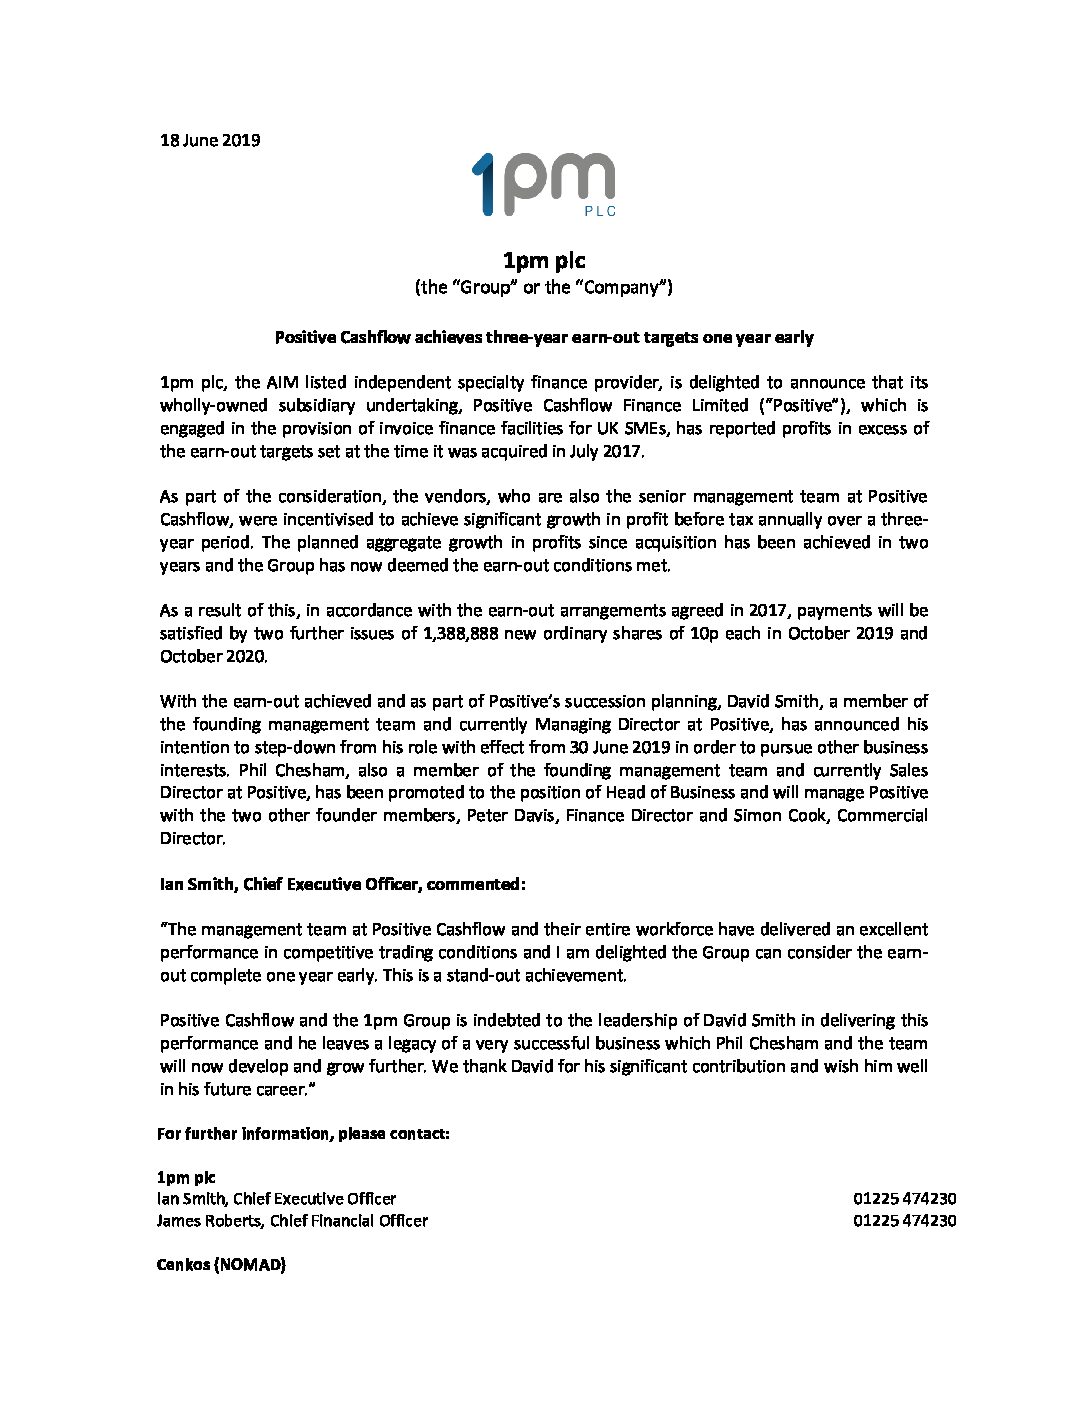 18 June 2019
1pm
PLC
1pm plc
(the “Group” or the “Company”)
Positive Cashflow achieves three-year earn-out targets one year early
1pm plc, the AIM listed independent specialty finance provider, is delighted to announce that its
wholly-owned subsidiary undertaking, Positive Cashflow Finance Limited (“Positive”), which is
engaged in the provision of invoice finance facilities for UK SMEs, has reported profits in excess of
the earn-out targets set at the time it was acquired in July 2017.
As part of the consideration, the vendors, who are also the senior management team at Positive
Cashflow, were incentivised to achieve significant growth in profit before tax annually over a three-
year period. The planned aggregate growth in profits since acquisition has been achieved in two
years and the Group has now deemed the earn-out conditions met.
As a result of this, in accordance with the earn-out arrangements agreed in 2017, payments will be
satisfied by two further issues of 1,388,888 new ordinary shares of 10p each in October 2019 and
October 2020.
With the earn-out achieved and as part of Positive’s succession planning, David Smith, a member of
the founding management team and currently Managing Director at Positive, has announced his
intention to step-down from his role with effect from 30 June 2019 in order to pursue other business
interests. Phil Chesham, also a member of the founding management team and currently Sales
Director at Positive, has been promoted to the position of Head of Business and will manage Positive
with the two other founder members, Peter Davis, Finance Director and Simon Cook, Commercial
Director.
Ian Smith, Chief Executive Officer, commented:
“The management team at Positive Cashflow and their entire workforce have delivered an excellent
performance in competitive trading conditions and I am delighted the Group can consider the earn-
out complete one year early. This is a stand-out achievement.
Positive Cashflow and the 1pm Group is indebted to the leadership of David Smith in delivering this
performance and he leaves a legacy of a very successful business which Phil Chesham and the team
will now develop and grow further. We thank David for his significant contribution and wish him well
in his future career.”
For further information, please contact:
1pm plc
Ian Smith, Chief Executive Officer 01225 474230
James Roberts, Chief Financial Officer 01225 474230
Cenkos (NOMAD)